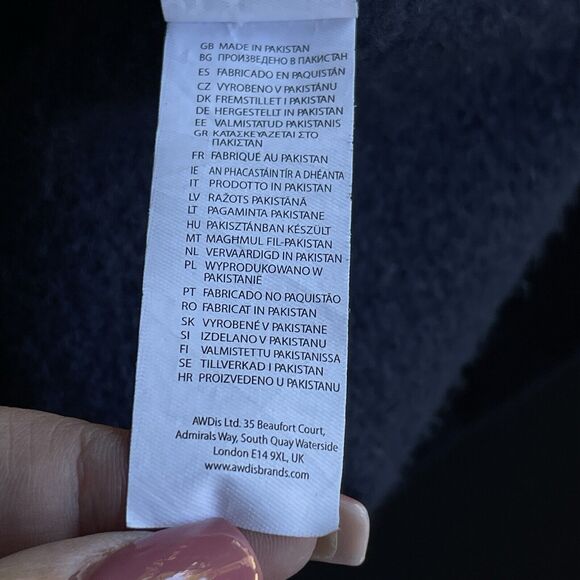 GB MADE IN PAKISTAN
BG ПРОИЗВЕДЕНО В ПАКИСТАН
ES FABRICADO EN PAQUISTÁN
CZ VYROBENO V PAKISTÁNU
DK FREMSTILLET I PAKISTAN
DE HERGESTELLT IN PAKISTAN
EE VALMISTATUD PAKISTANIS
GR ΚΑΤΑΣΚΕΥΑΖΕΤΑΙ ΣΤΟ
ΠΑΚΙΣΤΑΝ
FR FABRIQUÉ AU PAKISTAN
IE AN PHACASTÁIN TÍR A DHÉANTA
IT PRODOTTO IN PAKISTAN
LV RAŽOTS PAKISTĀNĀ
LT PAGAMINTA PAKISTANE
HU PAKISZTÁNBAN KÉSZÜLT
MT MAGHMUL FIL-PAKISTAN
NL VERVAARDIGD IN PAKISTAN
PL WYPRODUKOWANO W
PAKISTANIE
PT FABRICADO NO PAQUISTÃO
RO FABRICAT IN PAKISTAN
SK VYROBENÉ V PAKISTANE
SI IZDELANO V PAKISTANU
FI VALMISTETTU PAKISTANISSA
SE TILLVERKAD I PAKISTAN
HR PROIZVEDENO U PAKISTANU
AWDis Ltd. 35 Beaufort Court,
Admirals Way, South Quay Waterside
London E14 9XL, UK
www.awdisbrands.com